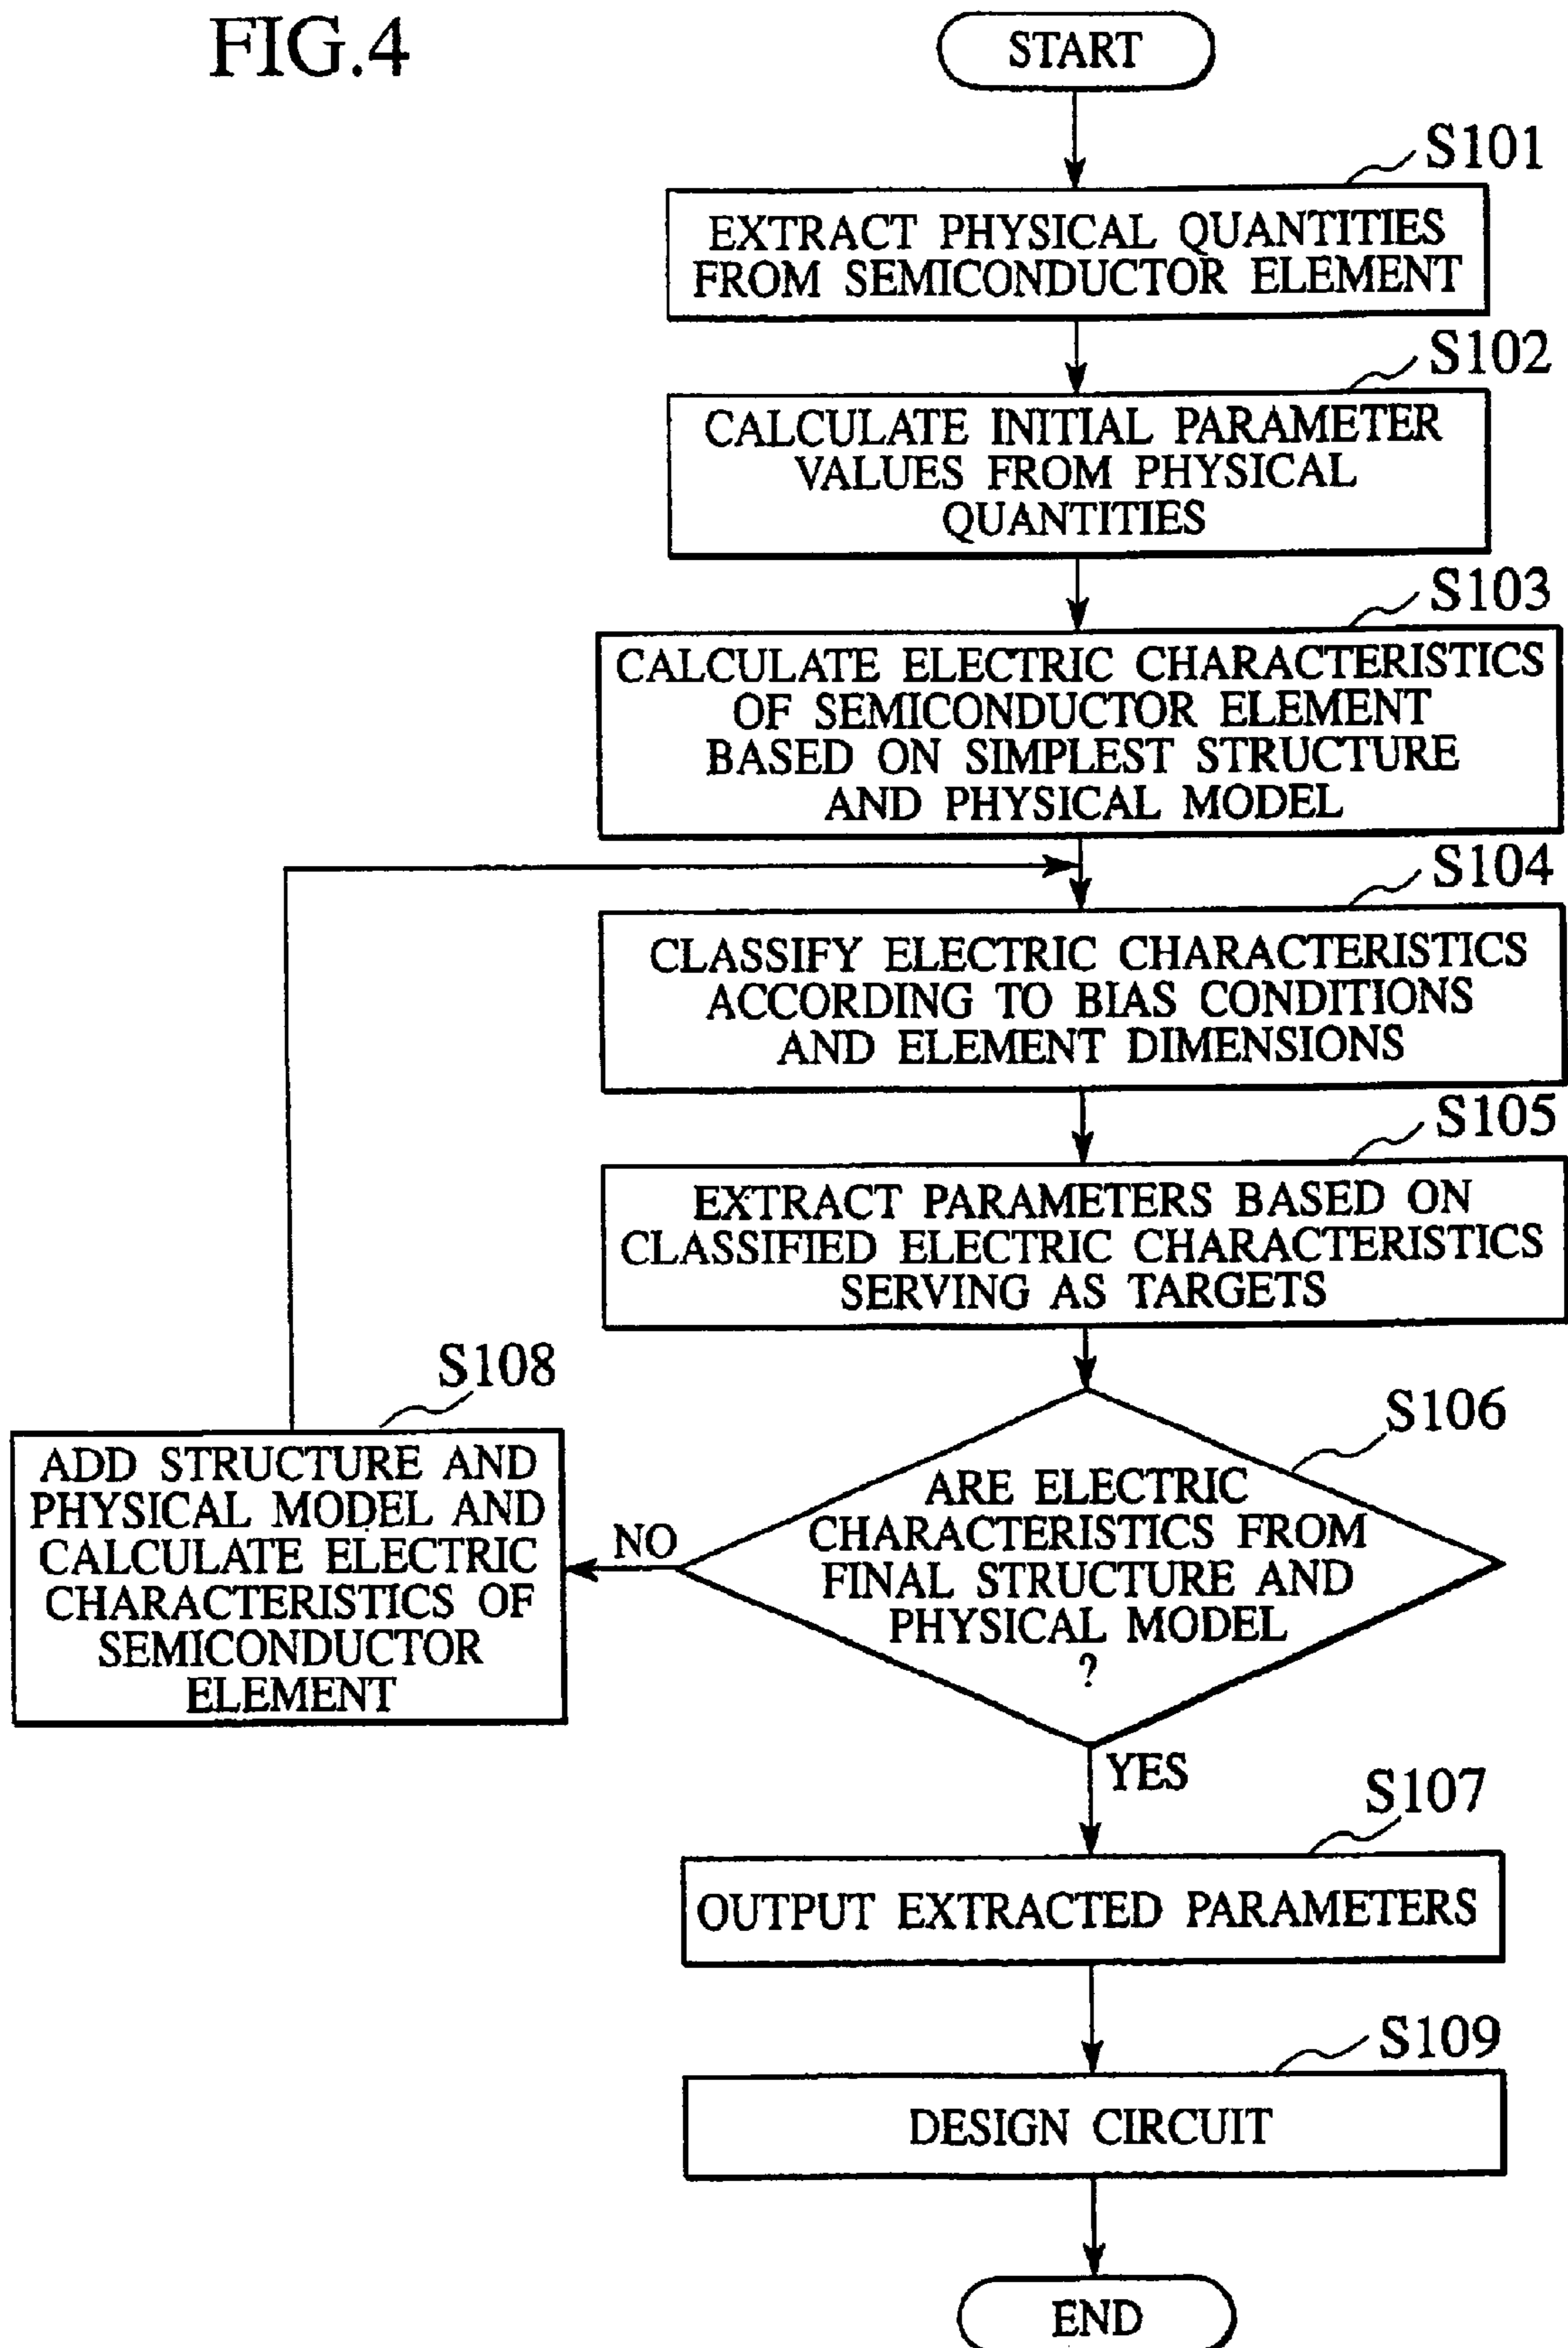 FIG.4
START
S101
EXTRACT PHYSICAL QUANTITIES
FROM SEMICONDUCTOR ELEMENT
S102
CALCULATE INITIAL PARAMETER
VALUES FROM PHYSICAL
QUANTITIES
S103
CALCULATE ELECTRIC CHARACTERISTICS
OF SEMICONDUCTOR ELEMENT
BASED ON SIMPLEST STRUCTURE
AND PHYSICAL MODEL
S104
CLASSIFY ELECTRIC CHARACTERISTICS
ACCORDING TO BIAS CONDITIONS
AND ELEMENT DIMENSIONS
S105
EXTRACT PARAMETERS BASED ON
CLASSIFIED ELECTRIC CHARACTERISTICS
SERVING AS TARGETS
S106
ARE ELECTRIC
CHARACTERISTICS FROM
FINAL STRUCTURE AND
PHYSICAL MODEL
?
NO
S108
ADD STRUCTURE AND
PHYSICAL MODEL AND
CALCULATE ELECTRIC
CHARACTERISTICS OF
SEMICONDUCTOR
ELEMENT
YES
S107
OUTPUT EXTRACTED PARAMETERS
S109
DESIGN CIRCUIT
END